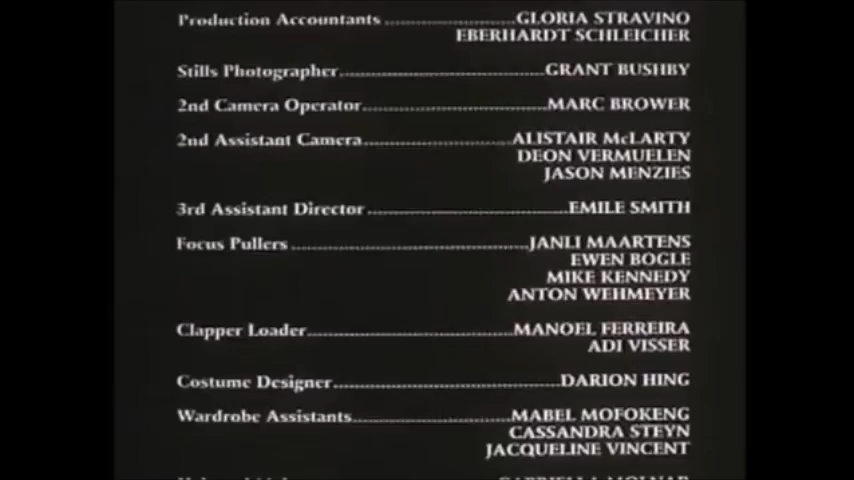 Production Accountants ........................ GLORIA STRAVINO
EBERHARDT SCHLEICHER
Stills Photographer........................ GRANT BUSHBY
2nd Camera Operator........................ MARC BROWER
2nd Assistant Camera........................ ALISTAIR McLARTY
DEON VERMUELEN
JASON MENZIES
3rd Assistant Director ........................ EMILE SMITH
Focus Pullers ........................ JANLI MAARTENS
EWEN BOGLE
MIKE KENNEDY
ANTON WEHMEYER
Clapper Loader........................ MANOEL FERREIRA
ADI VISSER
Costume Designer........................ DARION HING
Wardrobe Assistants........................ MABEL MOFOKENG
CASSANDRA STEYN
JACQUELINE VINCENT